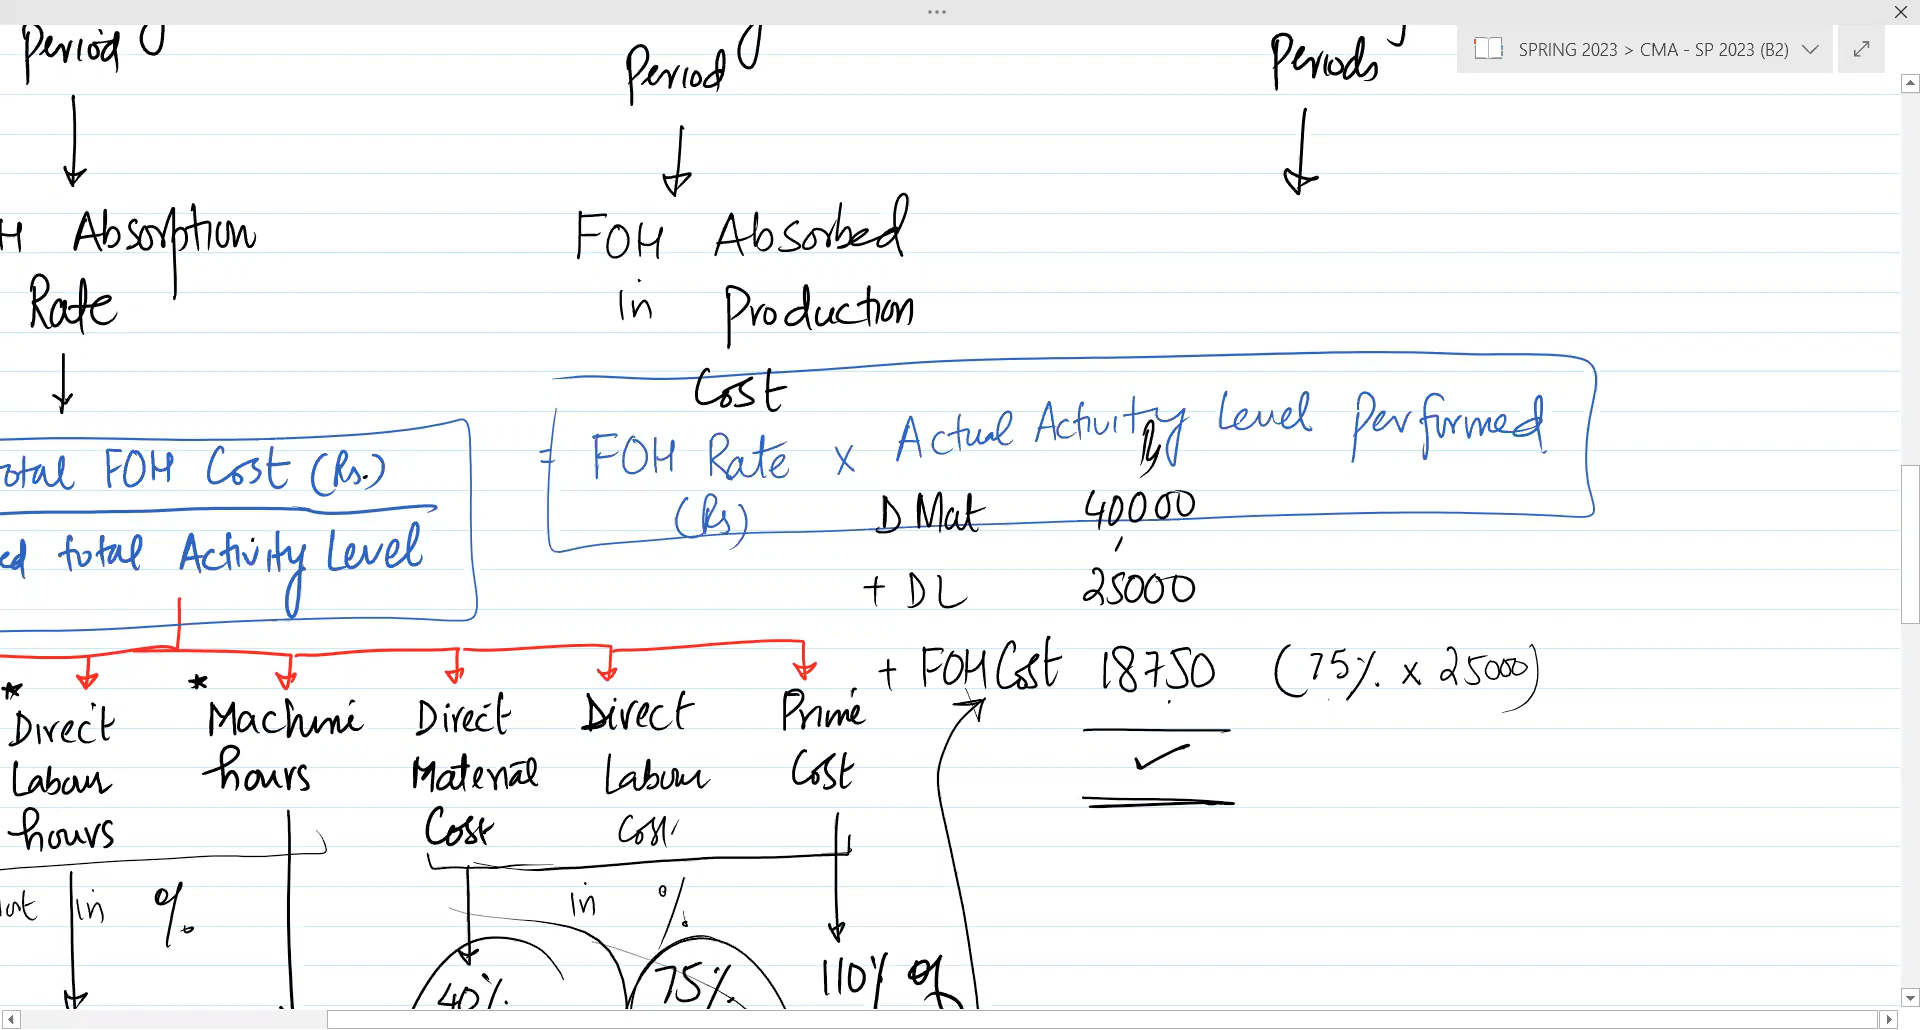 SPRING 2023 > CMA - SP 2023 (B2)
Period
Period
Periods
H Absorption
Rate
FOH Absorbed
in Production
Cost
otal FOH Cost (Rs.)
ed total Activity Level
= FOH Rate x Actual Activity Level Performed
(Rs)
D Mat 40000
+ DL 25000
+ FOH Cost 18750 (75% x 25000)
* Direct
Labour
hours
* Machine
hours
Direct
Material
Cost
Direct
Labour
Cost
Prime
Cost
in %
in %
40%
75%
110% of